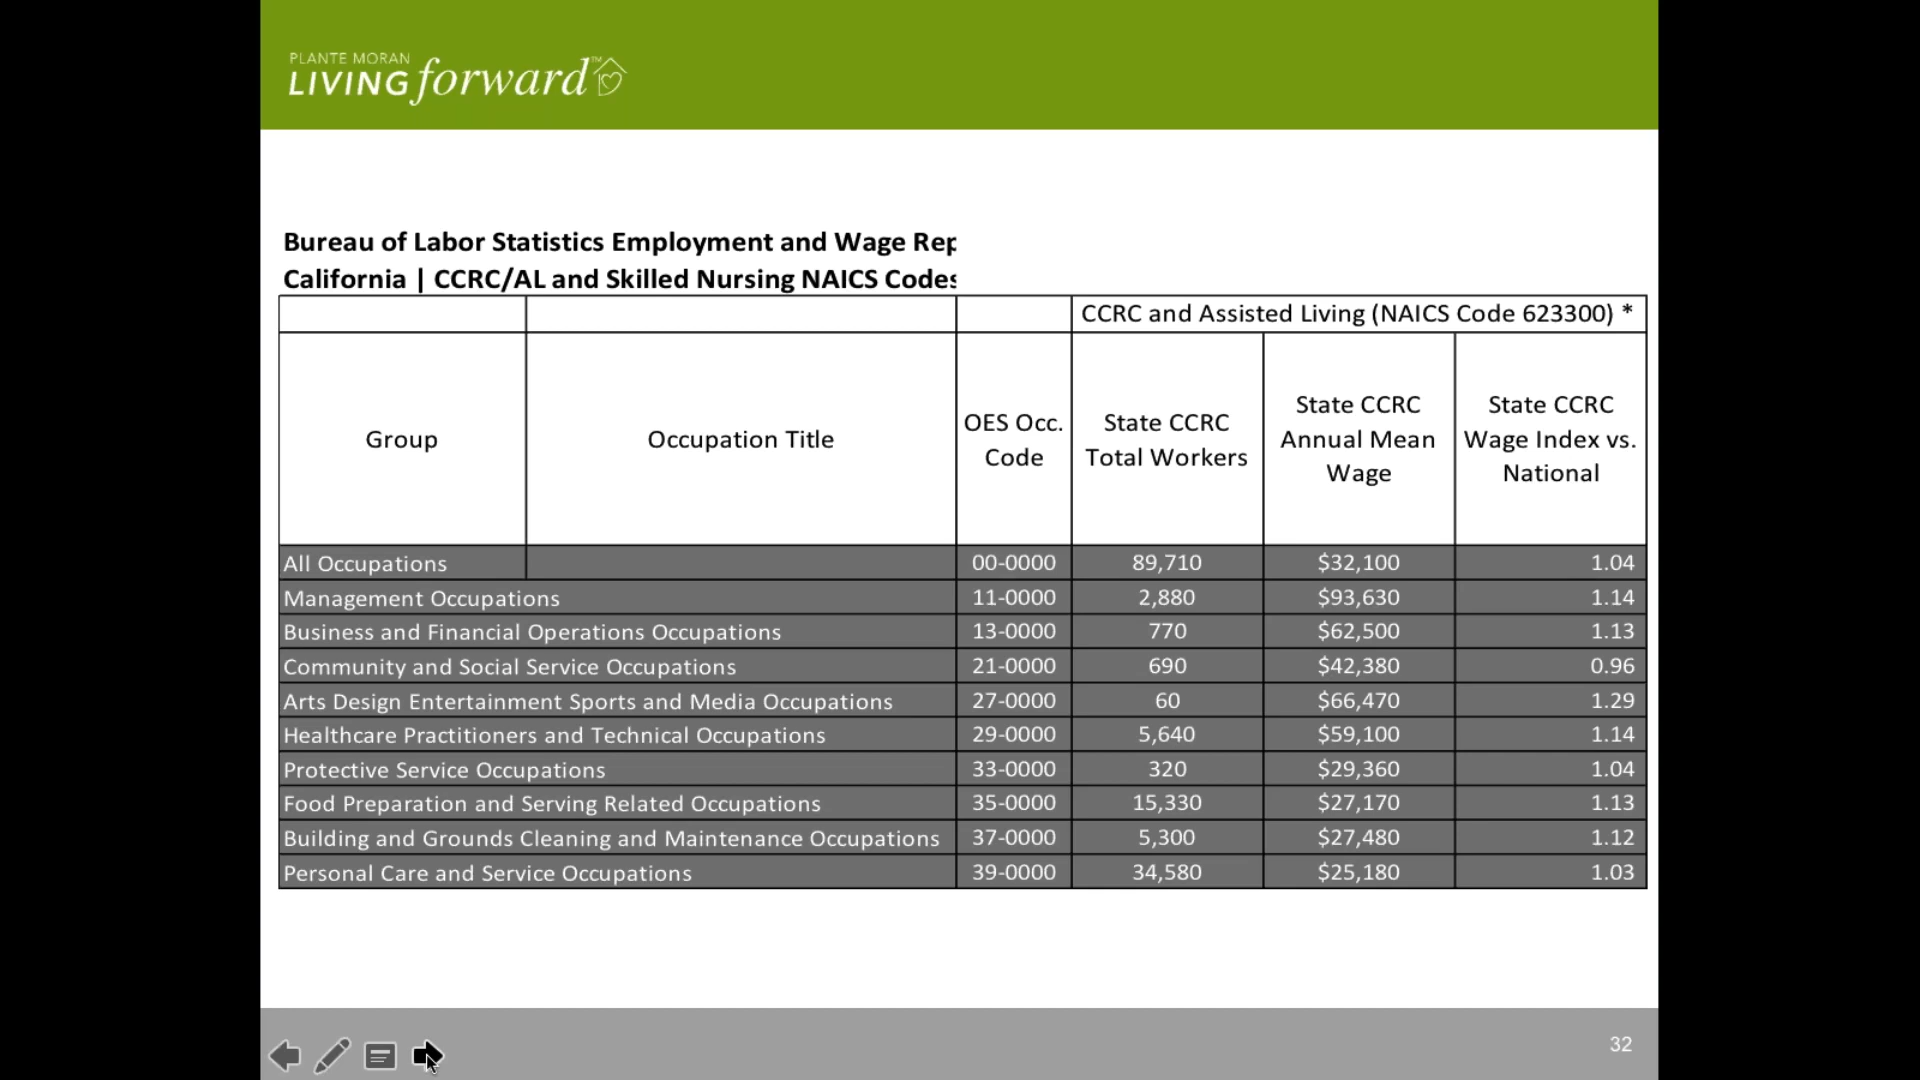 PLANTE MORAN
LIVING forward™
Bureau of Labor Statistics Employment and Wage Rep
California | CCRC/AL and Skilled Nursing NAICS Codes
CCRC and Assisted Living (NAICS Code 623300) *
Group Occupation Title OES Occ. Code State CCRC Total Workers State CCRC Annual Mean Wage State CCRC Wage Index vs. National
All Occupations 00-0000 89,710 $32,100 1.04
Management Occupations 11-0000 2,880 $93,630 1.14
Business and Financial Operations Occupations 13-0000 770 $62,500 1.13
Community and Social Service Occupations 21-0000 690 $42,380 0.96
Arts Design Entertainment Sports and Media Occupations 27-0000 60 $66,470 1.29
Healthcare Practitioners and Technical Occupations 29-0000 5,640 $59,100 1.14
Protective Service Occupations 33-0000 320 $29,360 1.04
Food Preparation and Serving Related Occupations 35-0000 15,330 $27,170 1.13
Building and Grounds Cleaning and Maintenance Occupations 37-0000 5,300 $27,480 1.12
Personal Care and Service Occupations 39-0000 34,580 $25,180 1.03
32